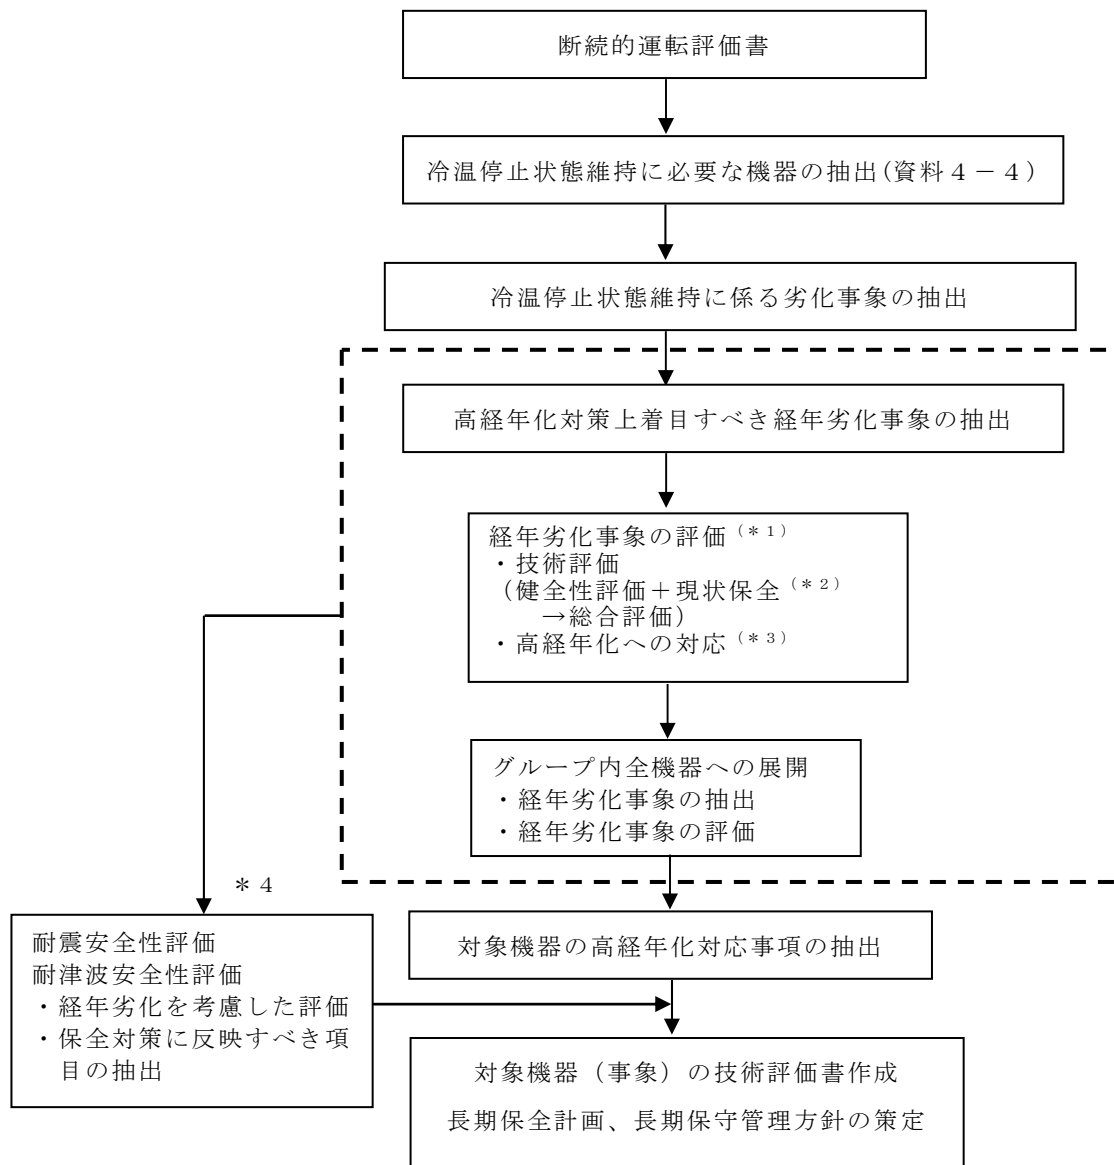 断続的運転評価書
冷温停止状態維持に必要な機器の抽出(資料４－４)
冷温停止状態維持に係る劣化事象の抽出
高経年化対策上着目すべき経年劣化事象の抽出
経年劣化事象の評価(＊1)
・技術評価
（健全性評価＋現状保全(＊2)
→総合評価）
・高経年化への対応(＊3)
グループ内全機器への展開
・経年劣化事象の抽出
・経年劣化事象の評価
＊４
耐震安全性評価
耐津波安全性評価
・経年劣化を考慮した評価
・保全対策に反映すべき項
目の抽出
対象機器の高経年化対応事項の抽出
対象機器（事象）の技術評価書作成
長期保全計画、長期保守管理方針の策定